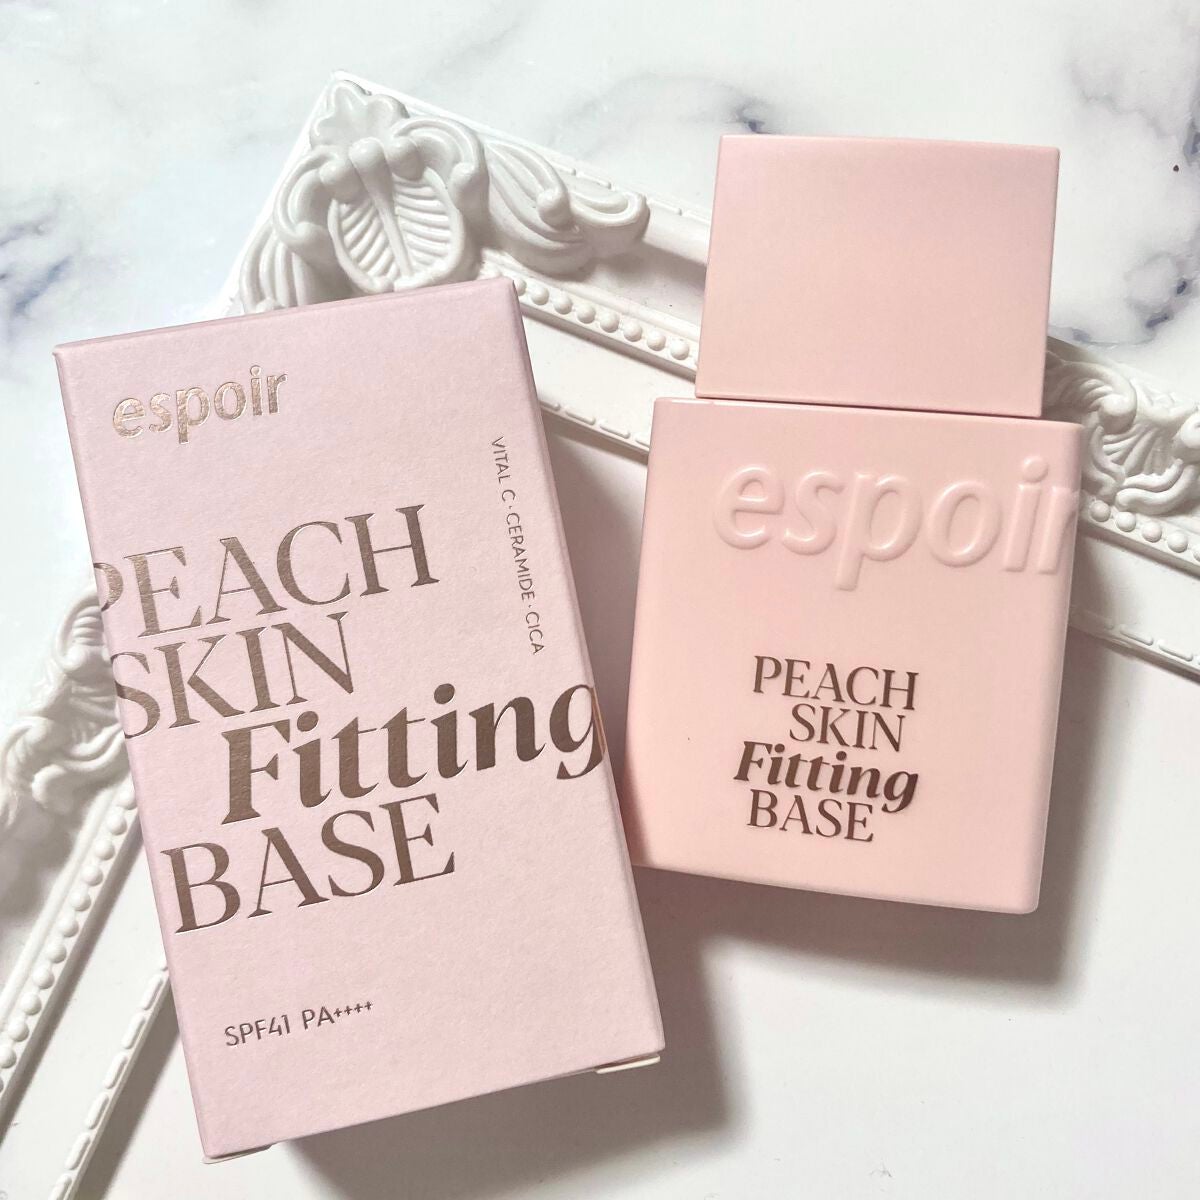 espoir
VITAL C·CERAMIDE·CICA
PEACH
SKIN
Fitting
BASE
SPF41 PA++++
espoir
PEACH
SKIN
Fitting
BASE